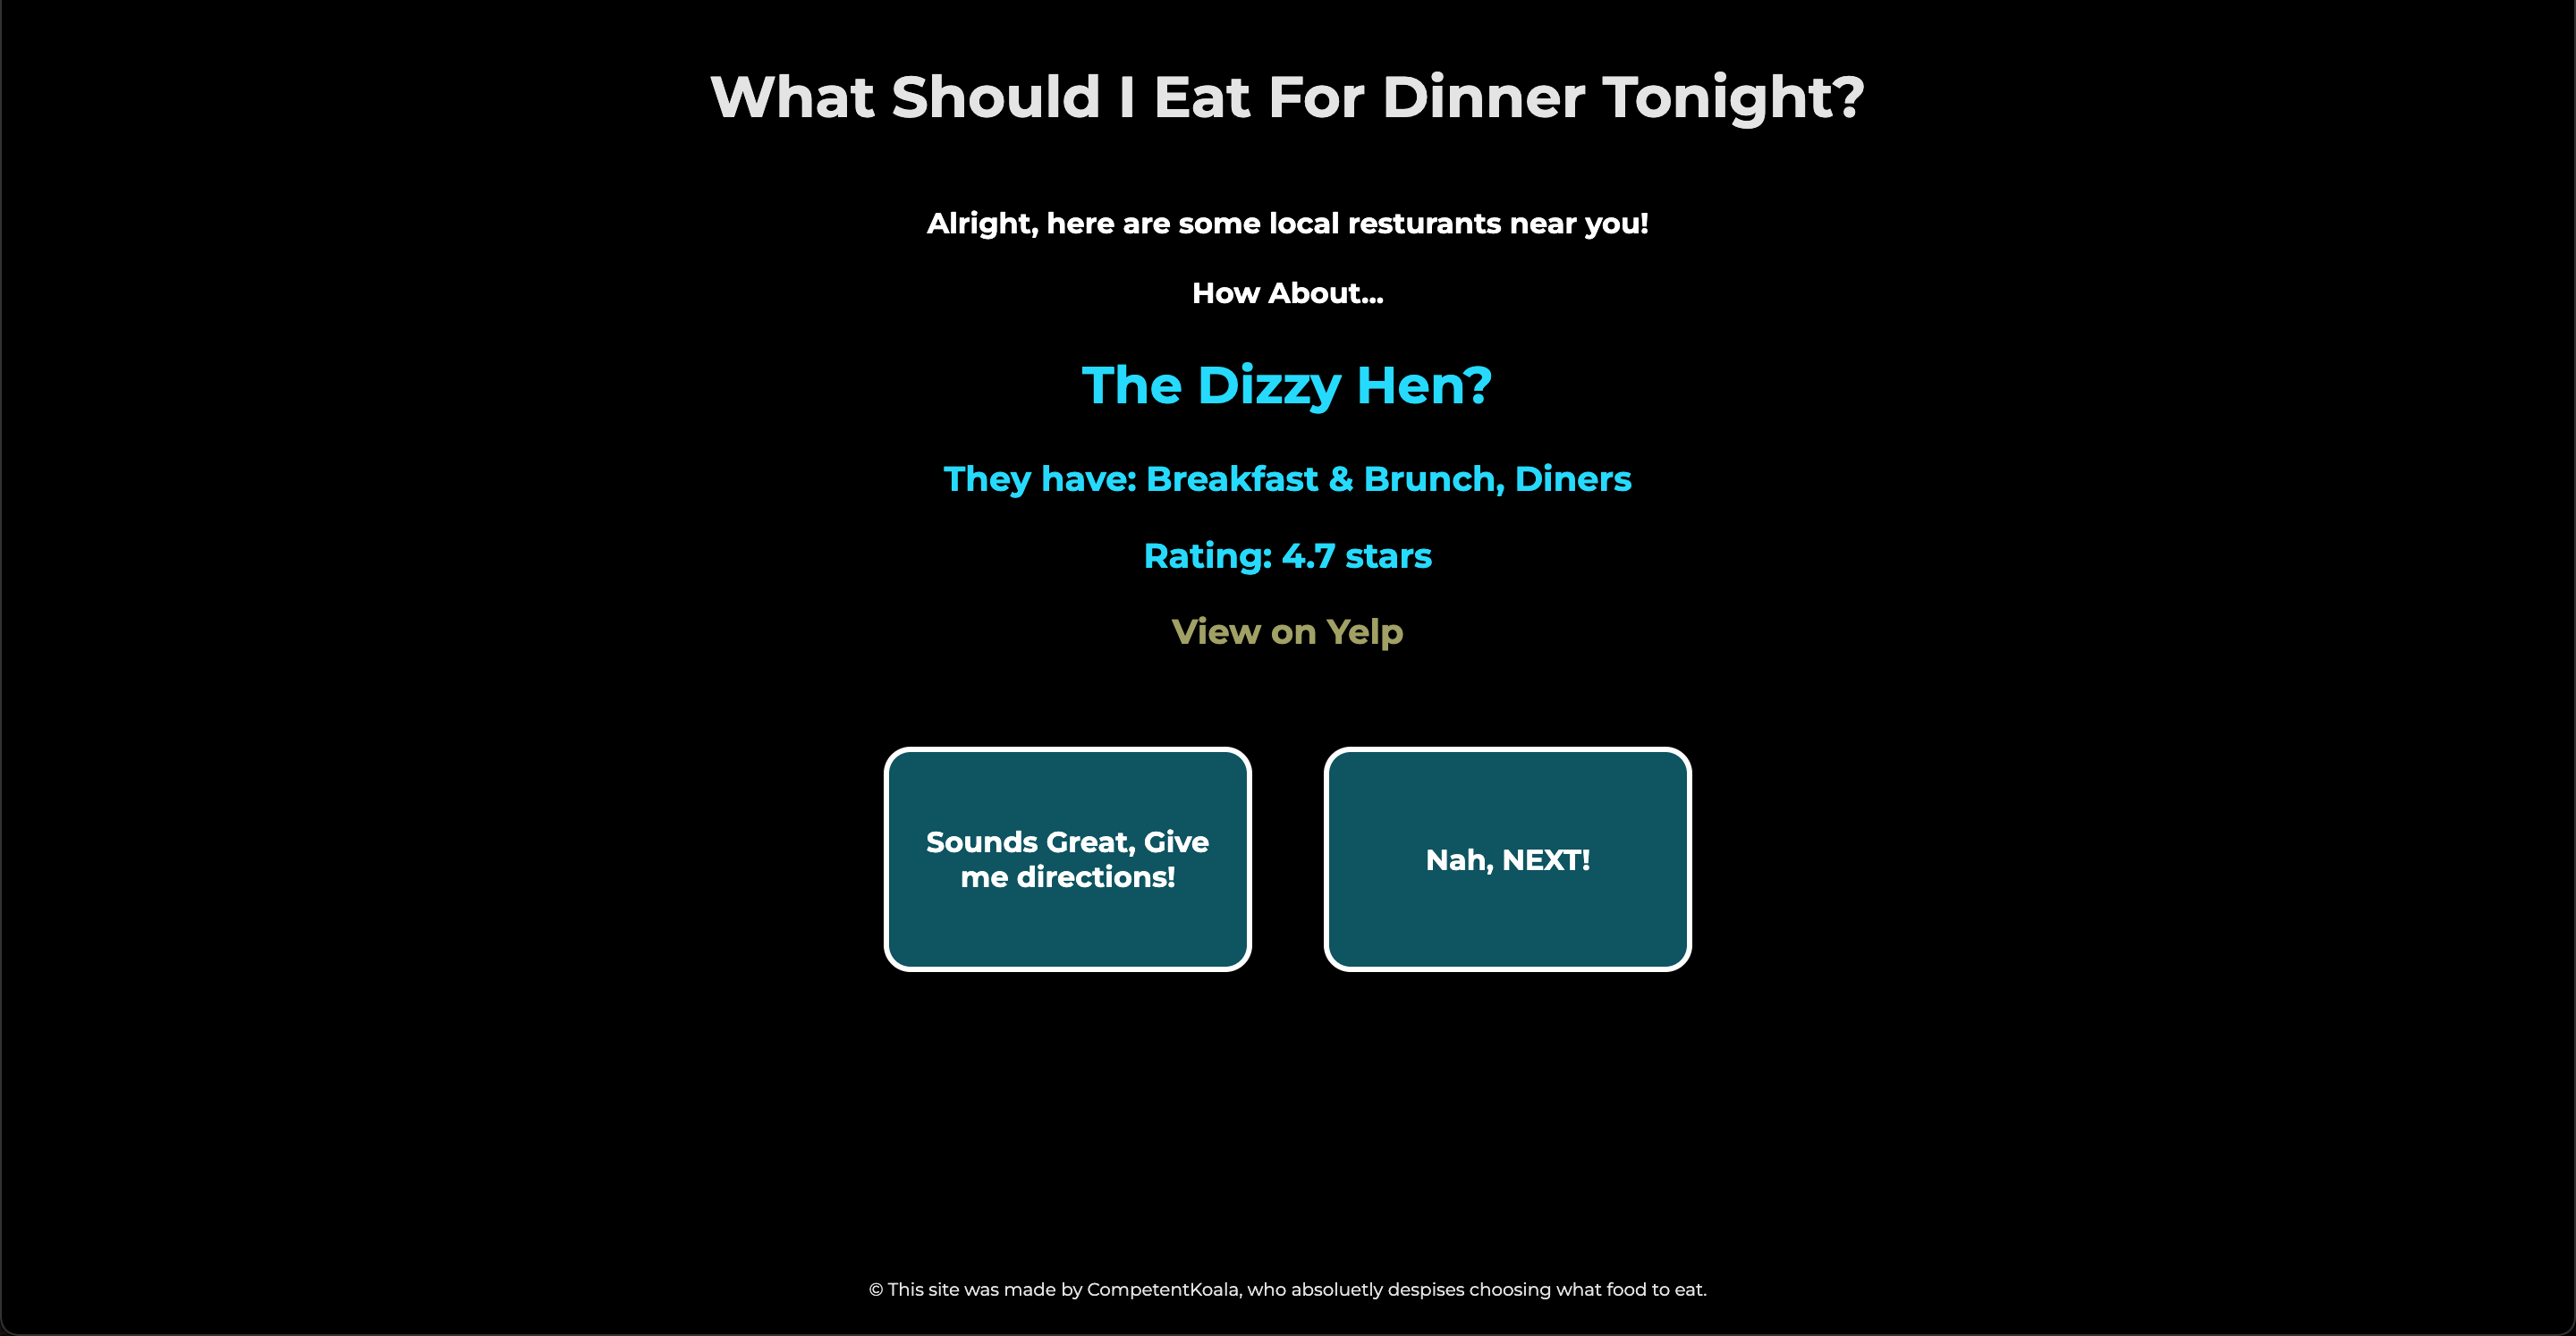 What Should I Eat For Dinner Tonight?
Alright, here are some local resturants near you!
How About...
The Dizzy Hen?
They have: Breakfast & Brunch, Diners
Rating: 4.7 stars
View on Yelp
Sounds Great, Give
me directions!
Nah, NEXT!
© This site was made by CompetentKoala, who absoluetly despises choosing what food to eat.